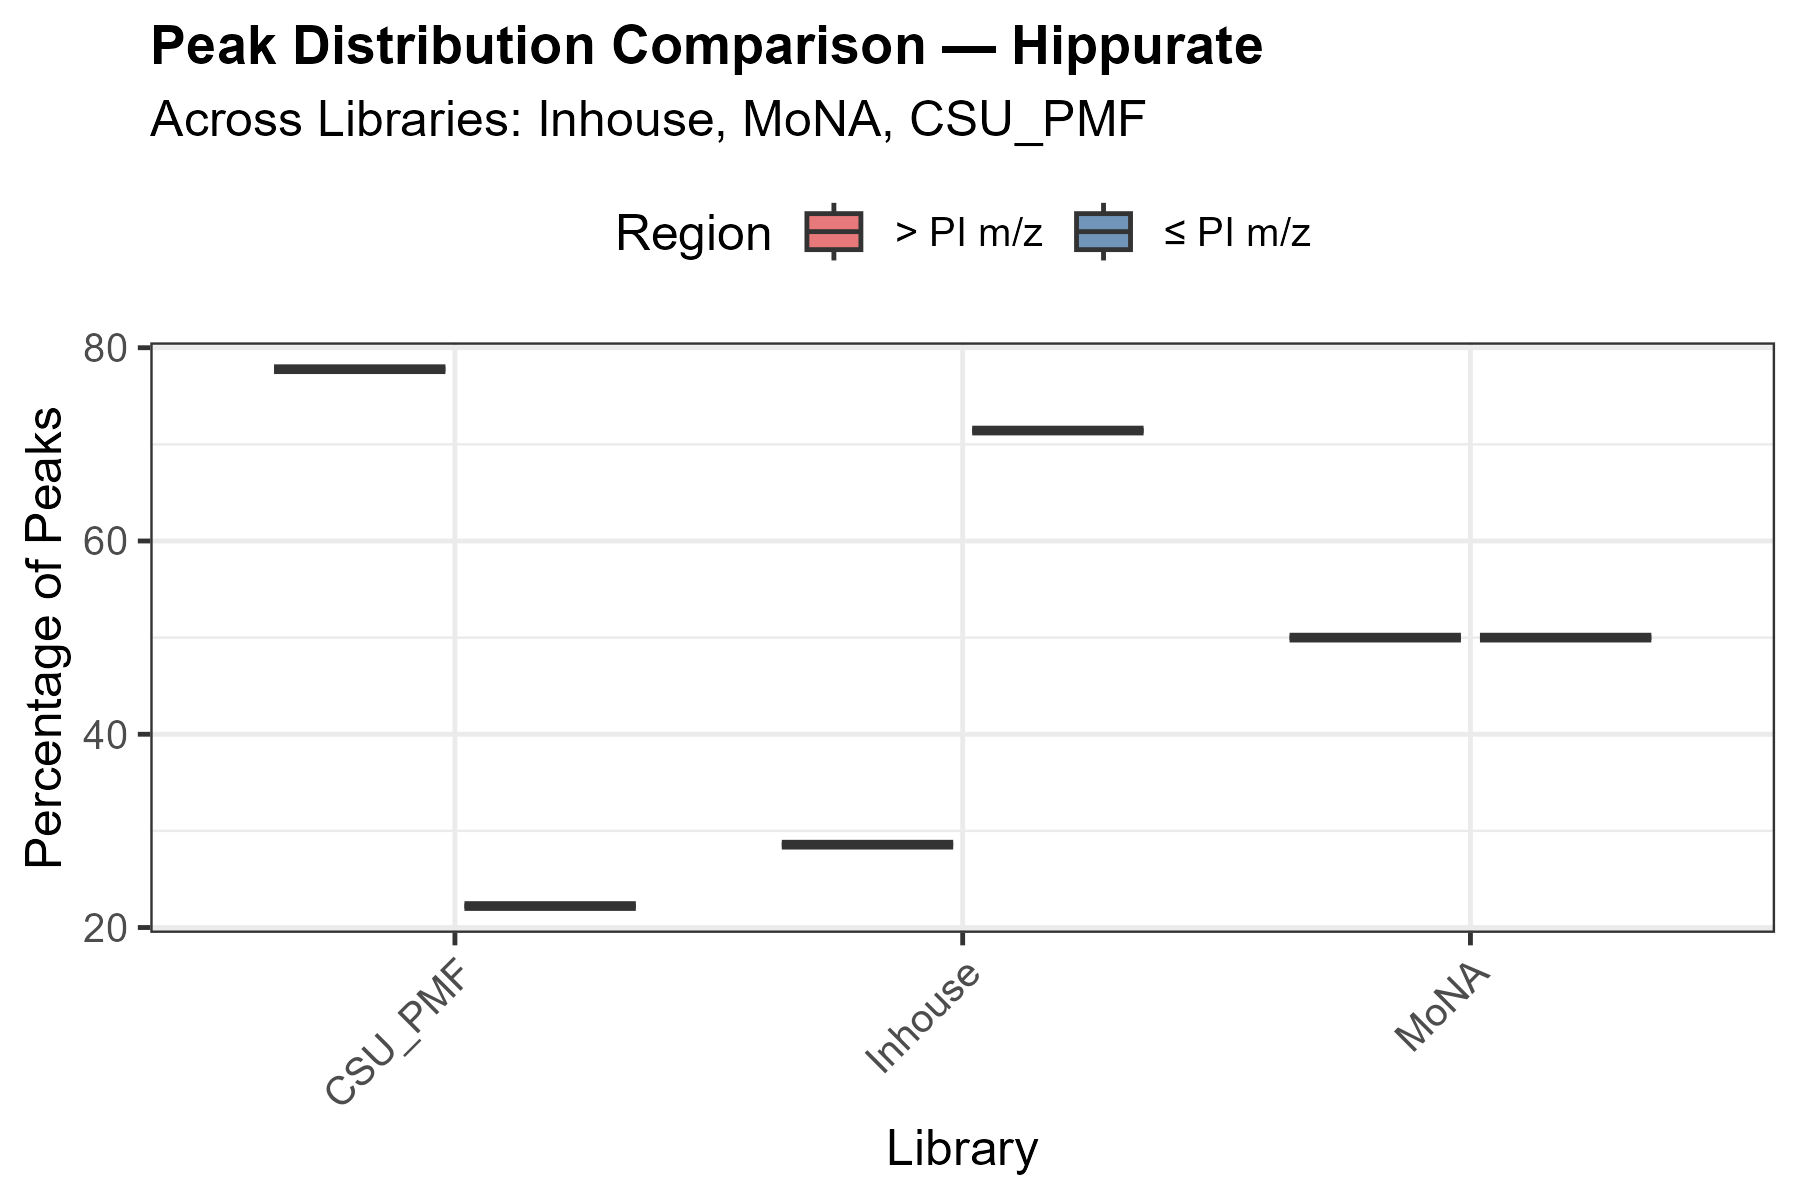 Peak Distribution Comparison — Hippurate
Across Libraries: Inhouse, MoNA, CSU_PMF
Region > PI m/z ≤ PI m/z
80
60
40
20
Percentage of Peaks
CSU_PMF
Inhouse
MoNA
Library